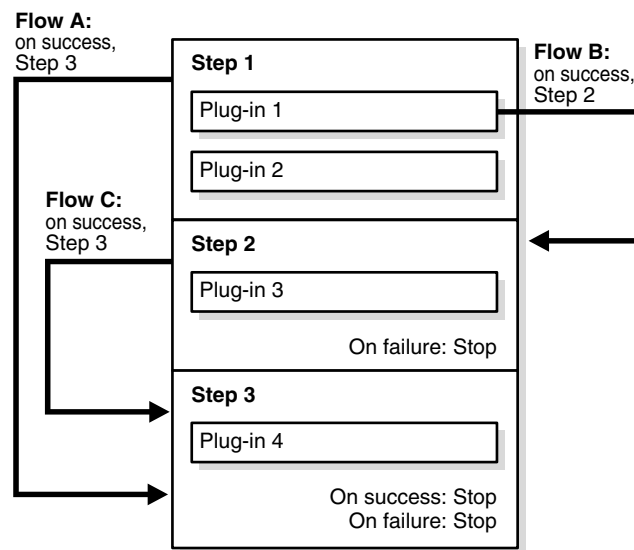 Flow A:
on success,
Step 3
Step 1
Flow B:
on success,
Step 2
Plug-in 1
Plug-in 2
Flow C:
on success,
Step 3
Step 2
Plug-in 3
On failure: Stop
Step 3
Plug-in 4
On success: Stop
On failure: Stop